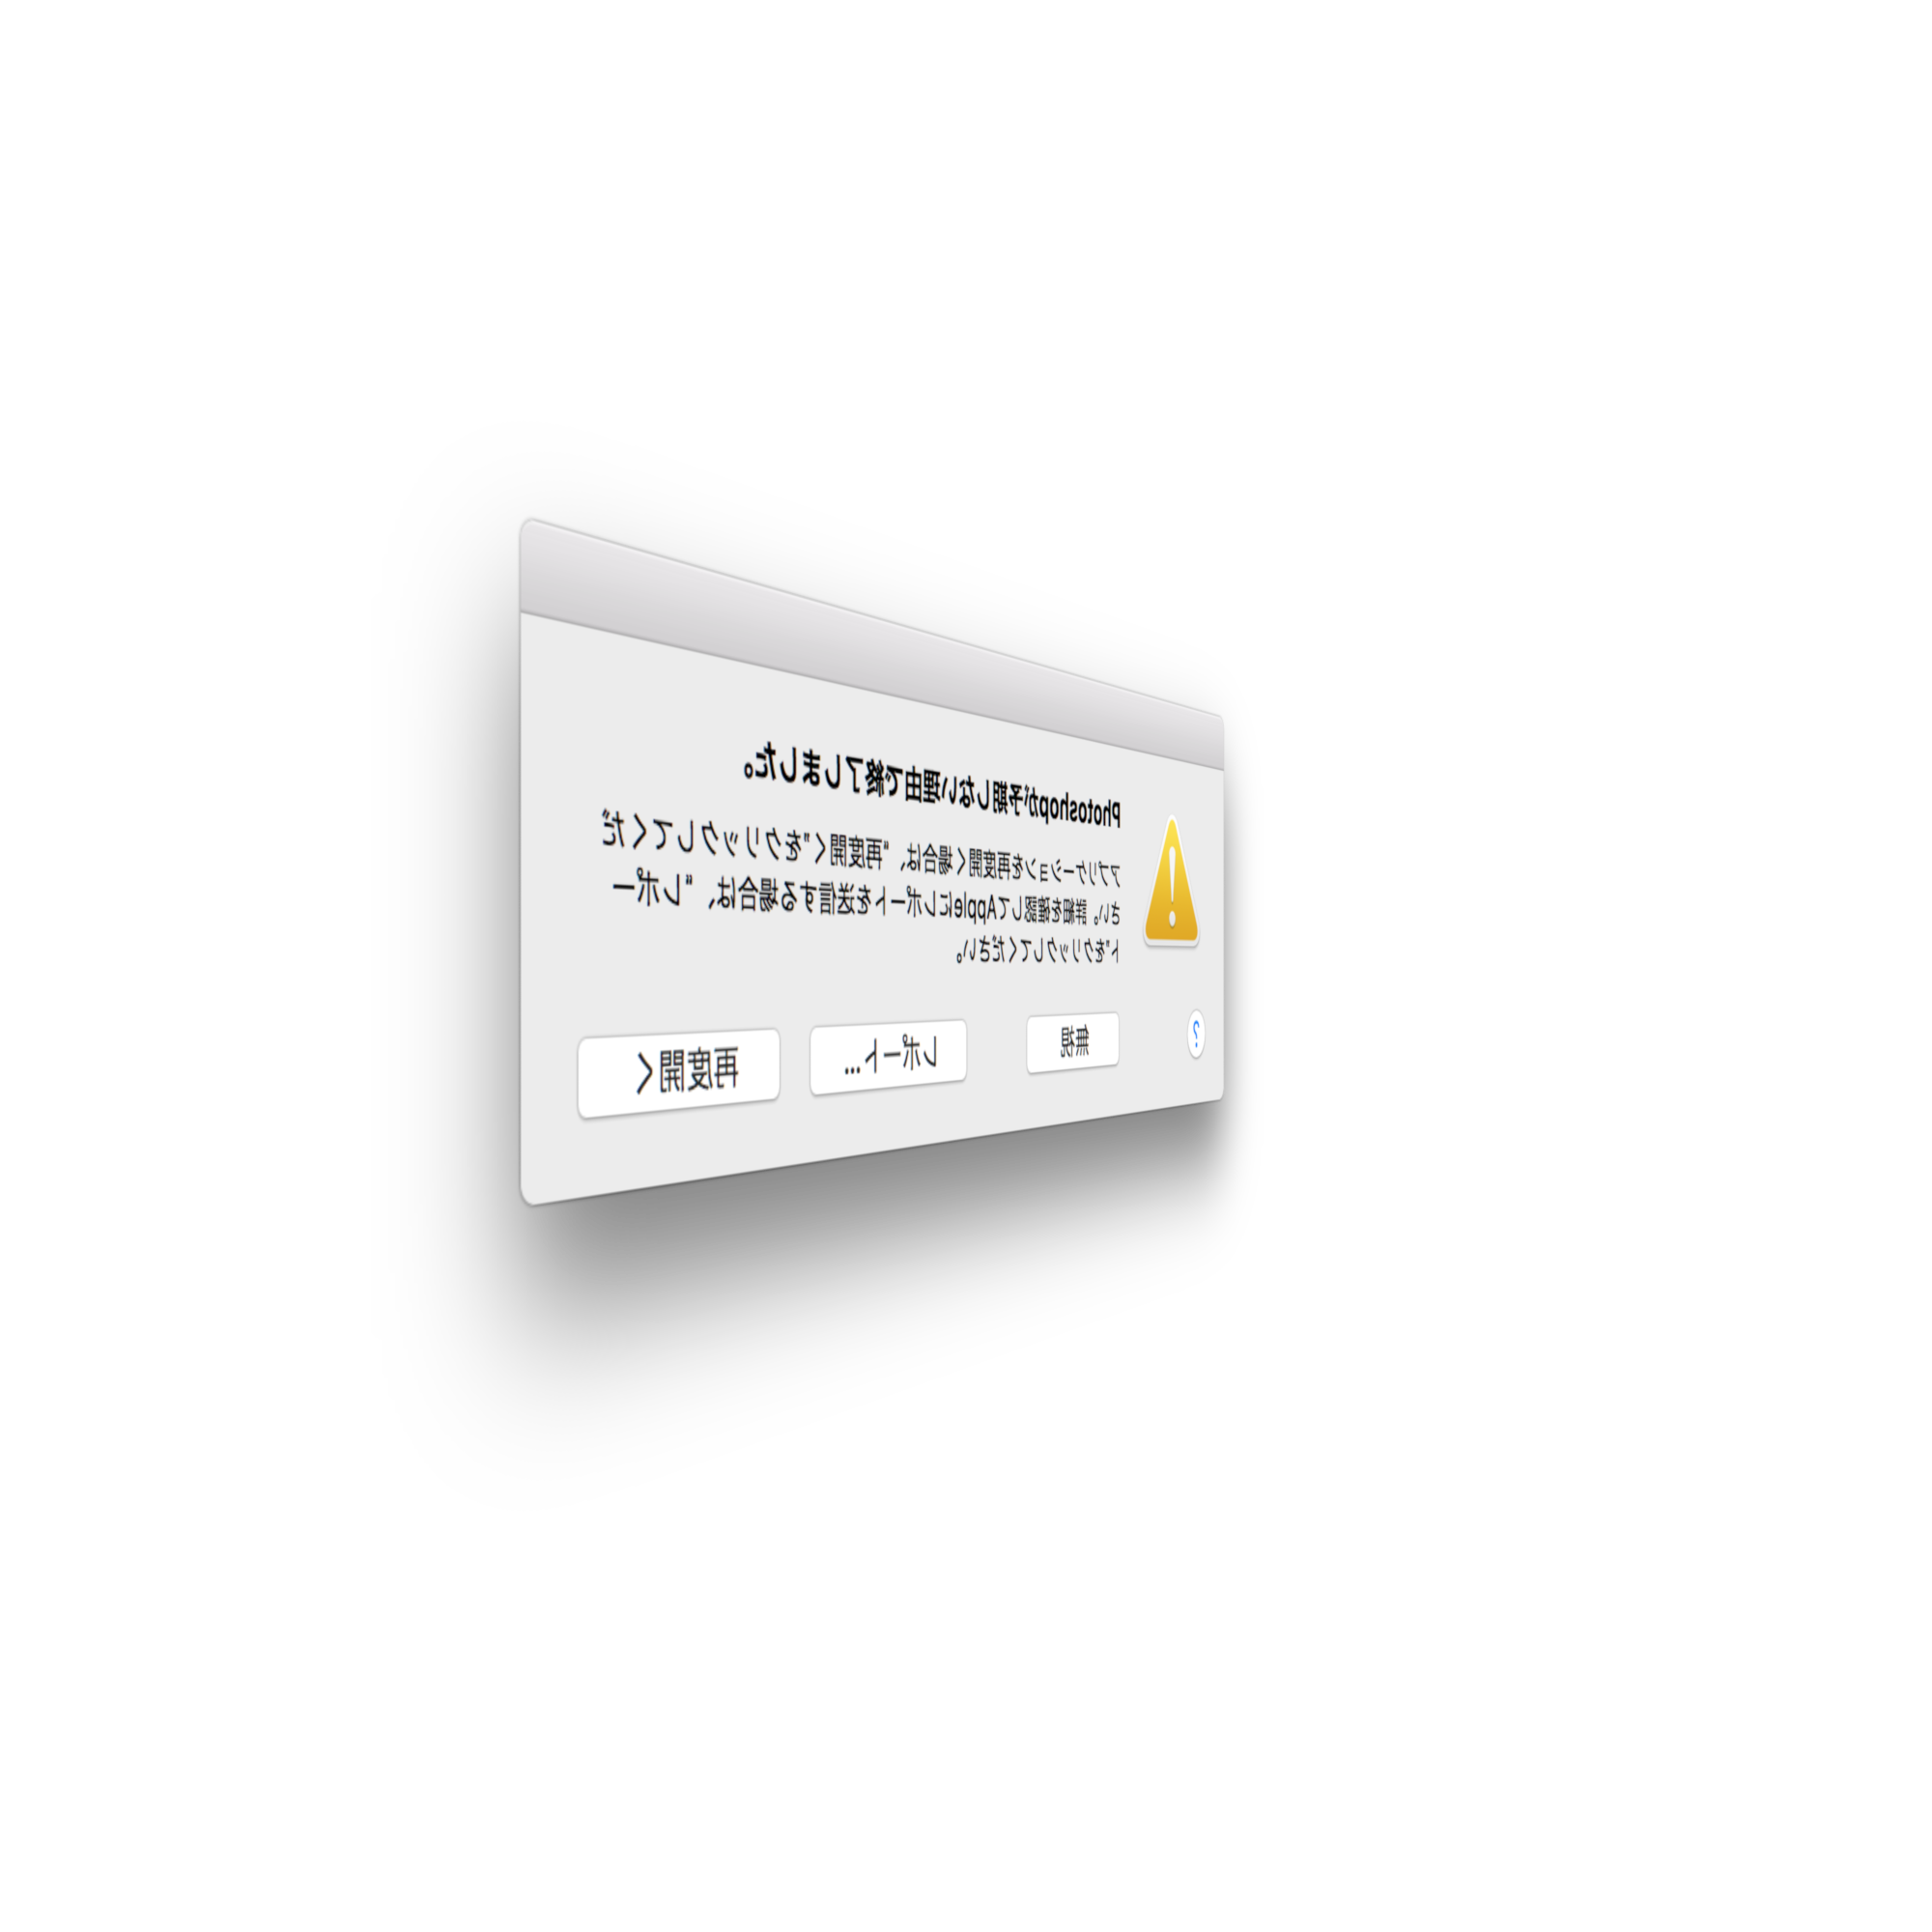 Photoshopが予期しない理由で終了しました。
アプリケーションを再度開く場合は、“再度開く”をクリックしてくだ
さい。詳細を確認してAppleにレポートを送信する場合は、“レポー
ト”をクリックしてください。
?
無視
レポート...
再度開く